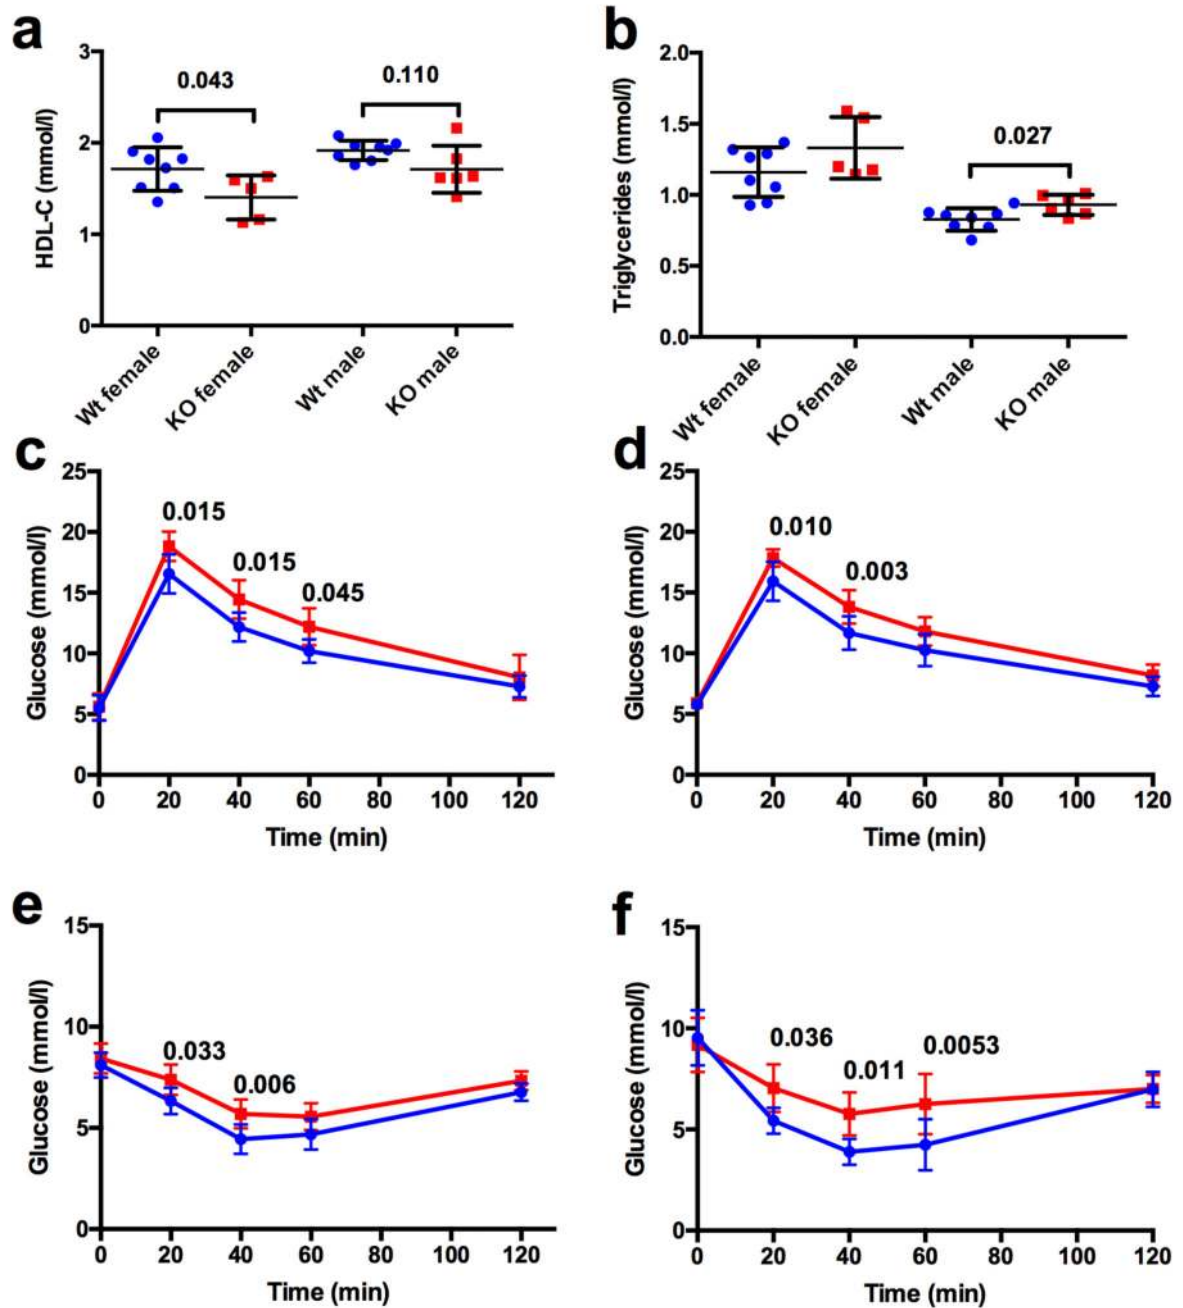 a
HDL-C (mmol/l)
3
2
1
0
0.043
0.110
Wt female
KO female
Wt male
KO male
b
Triglycerides (mmol/l)
2.0
1.5
1.0
0.5
0.0
0.027
Wt female
KO female
Wt male
KO male
c
Glucose (mmol/l)
25
20
15
10
5
0
0.015
0.015
0.045
0 20 40 60 80 100 120
Time (min)
d
Glucose (mmol/l)
25
20
15
10
5
0
0.010
0.003
0 20 40 60 80 100 120
Time (min)
e
Glucose (mmol/l)
15
10
5
0
0.033
0.006
0 20 40 60 80 100 120
Time (min)
f
Glucose (mmol/l)
15
10
5
0
0.036
0.011
0.0053
0 20 40 60 80 100 120
Time (min)